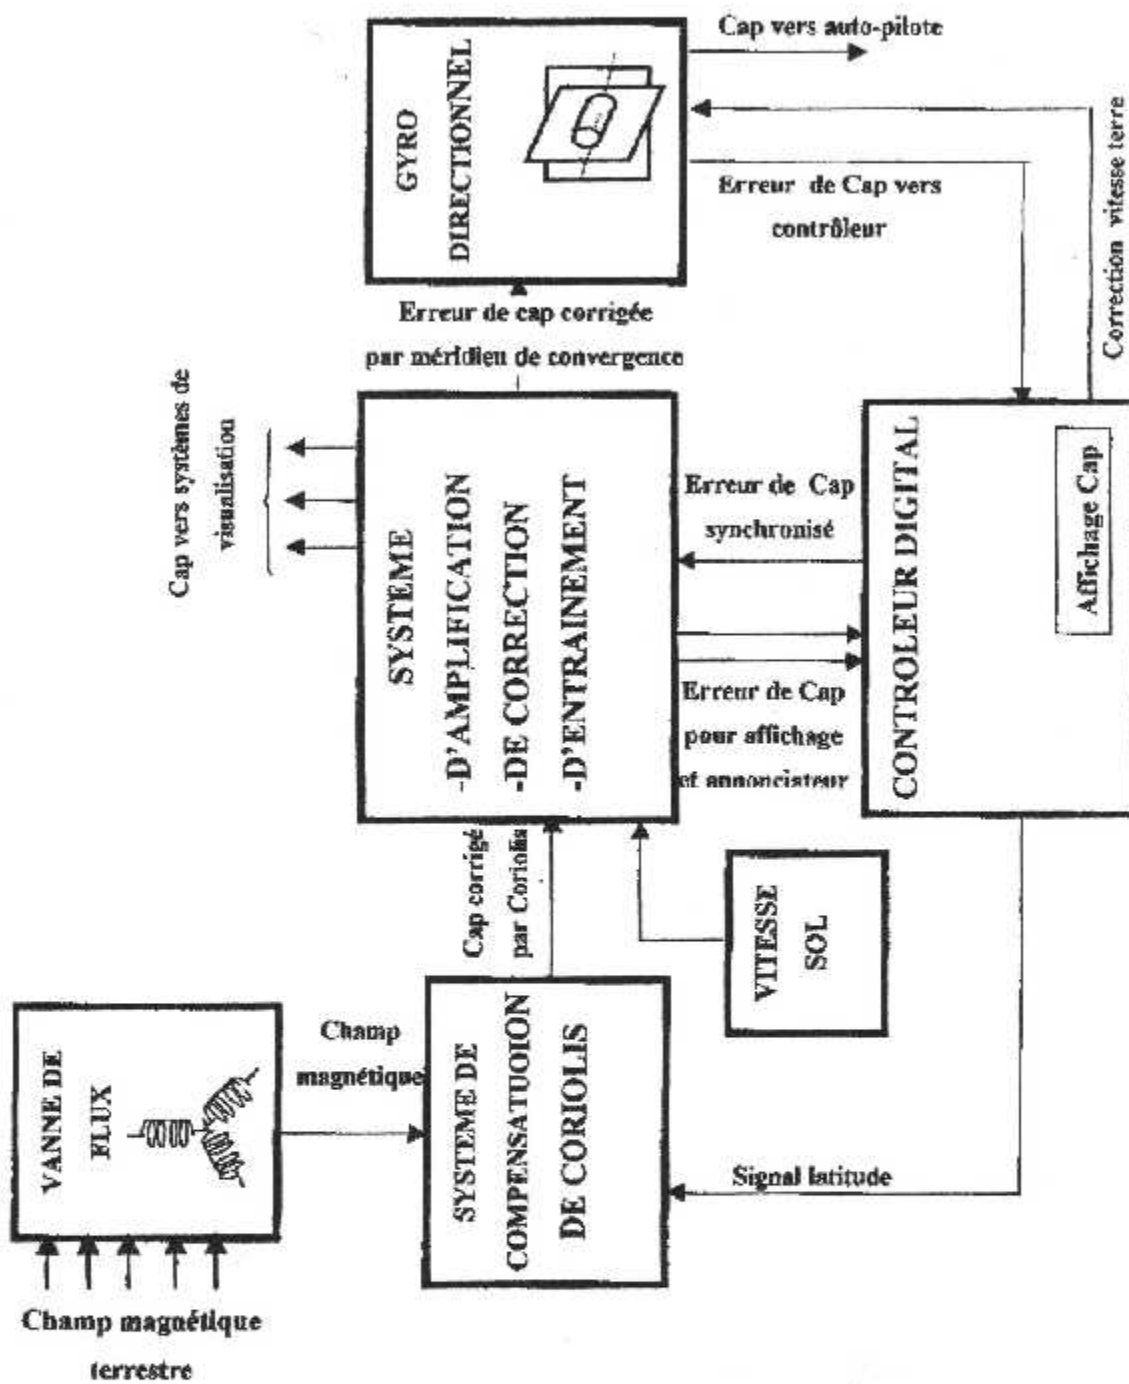 Cap vers auto-pilote
GYRO
DIRECTIONNEL
Erreur de Cap vers
contrôleur
Correction vitesse terre
Erreur de cap corrigée
par méridieu de convergence
Cap vers systèmes de
visualisation
SYSTEME
-D'AMPLIFICATION
-DE CORRECTION
-D'ENTRAINEMENT
Erreur de Cap
synchronisé
Erreur de Cap
pour affichage
et annonciateur
CONTROLEUR DIGITAL
Affichage Cap
Cap corrigé
par Coriolis
VITESSE
SOL
VANNE DE
FLUX
Champ
magnétique
SYSTEME DE
COMPENSATUOION
DE CORIOLIS
Signal latitude
Champ magnétique
terrestre